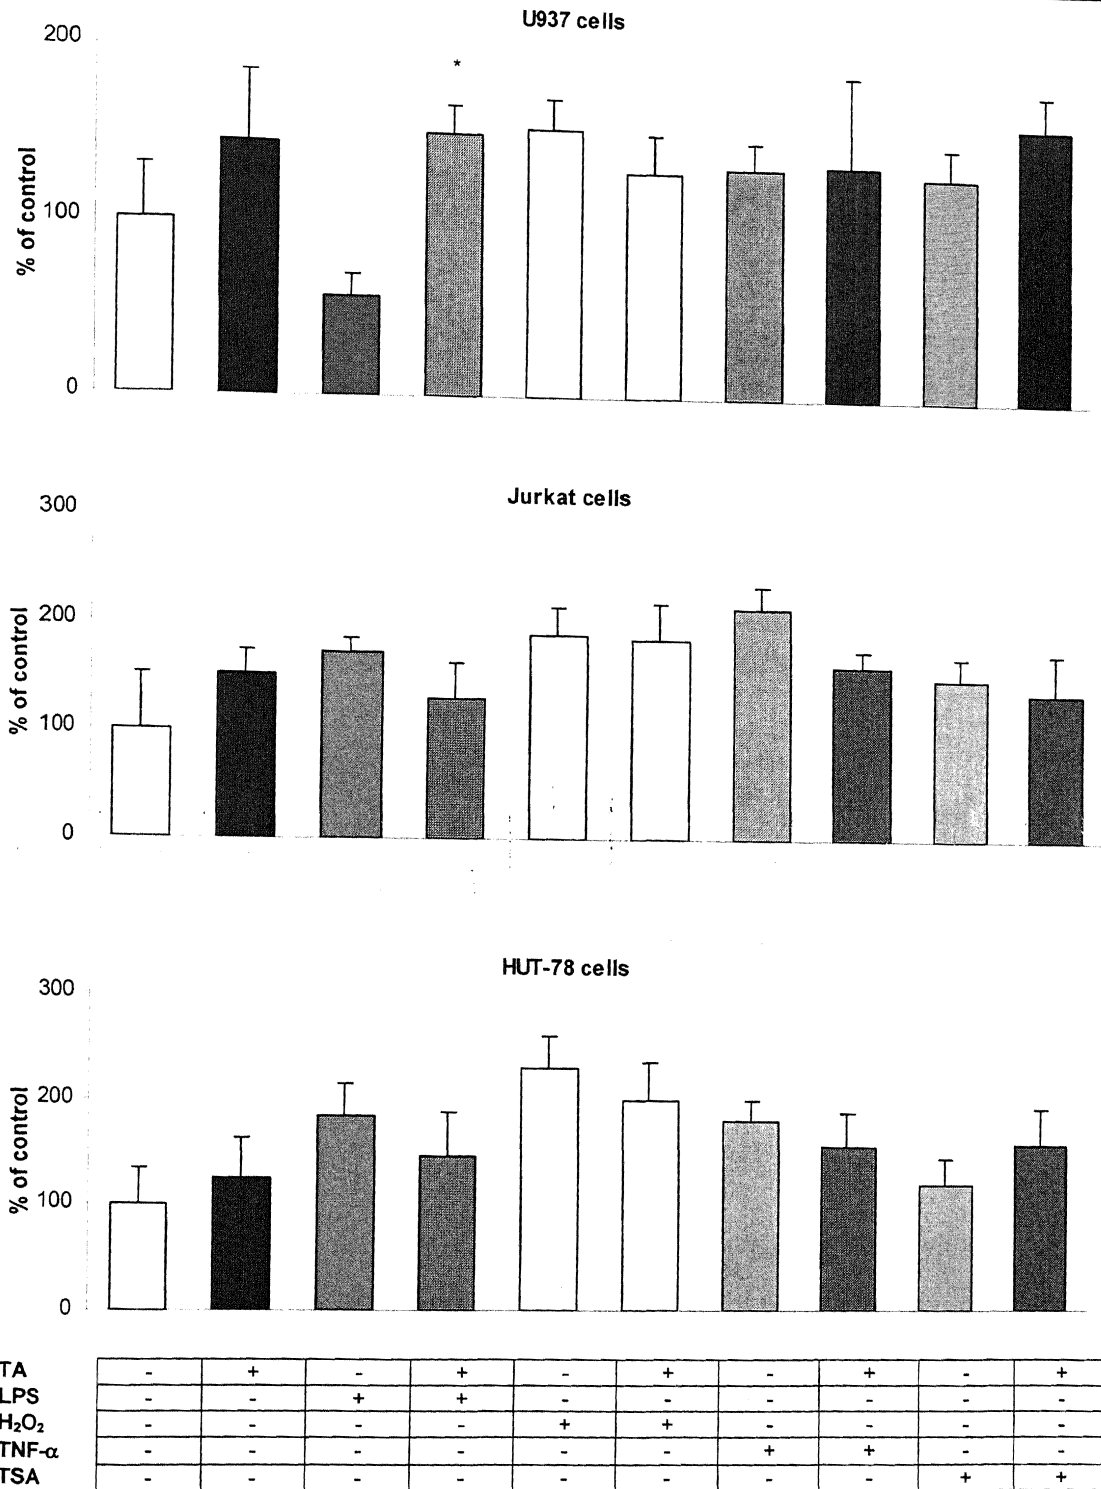 U937 cells
200
*
% of control
100
0
Jurkat cells
300
200
% of control
100
0
HUT-78 cells
300
200
% of control
100
0
TA - + - + - + - + - +
LPS - - + + - - - - - -
H₂O₂ - - - - + + - - - -
TNF-α - - - - - - + + - -
TSA - - - - - - - - + +